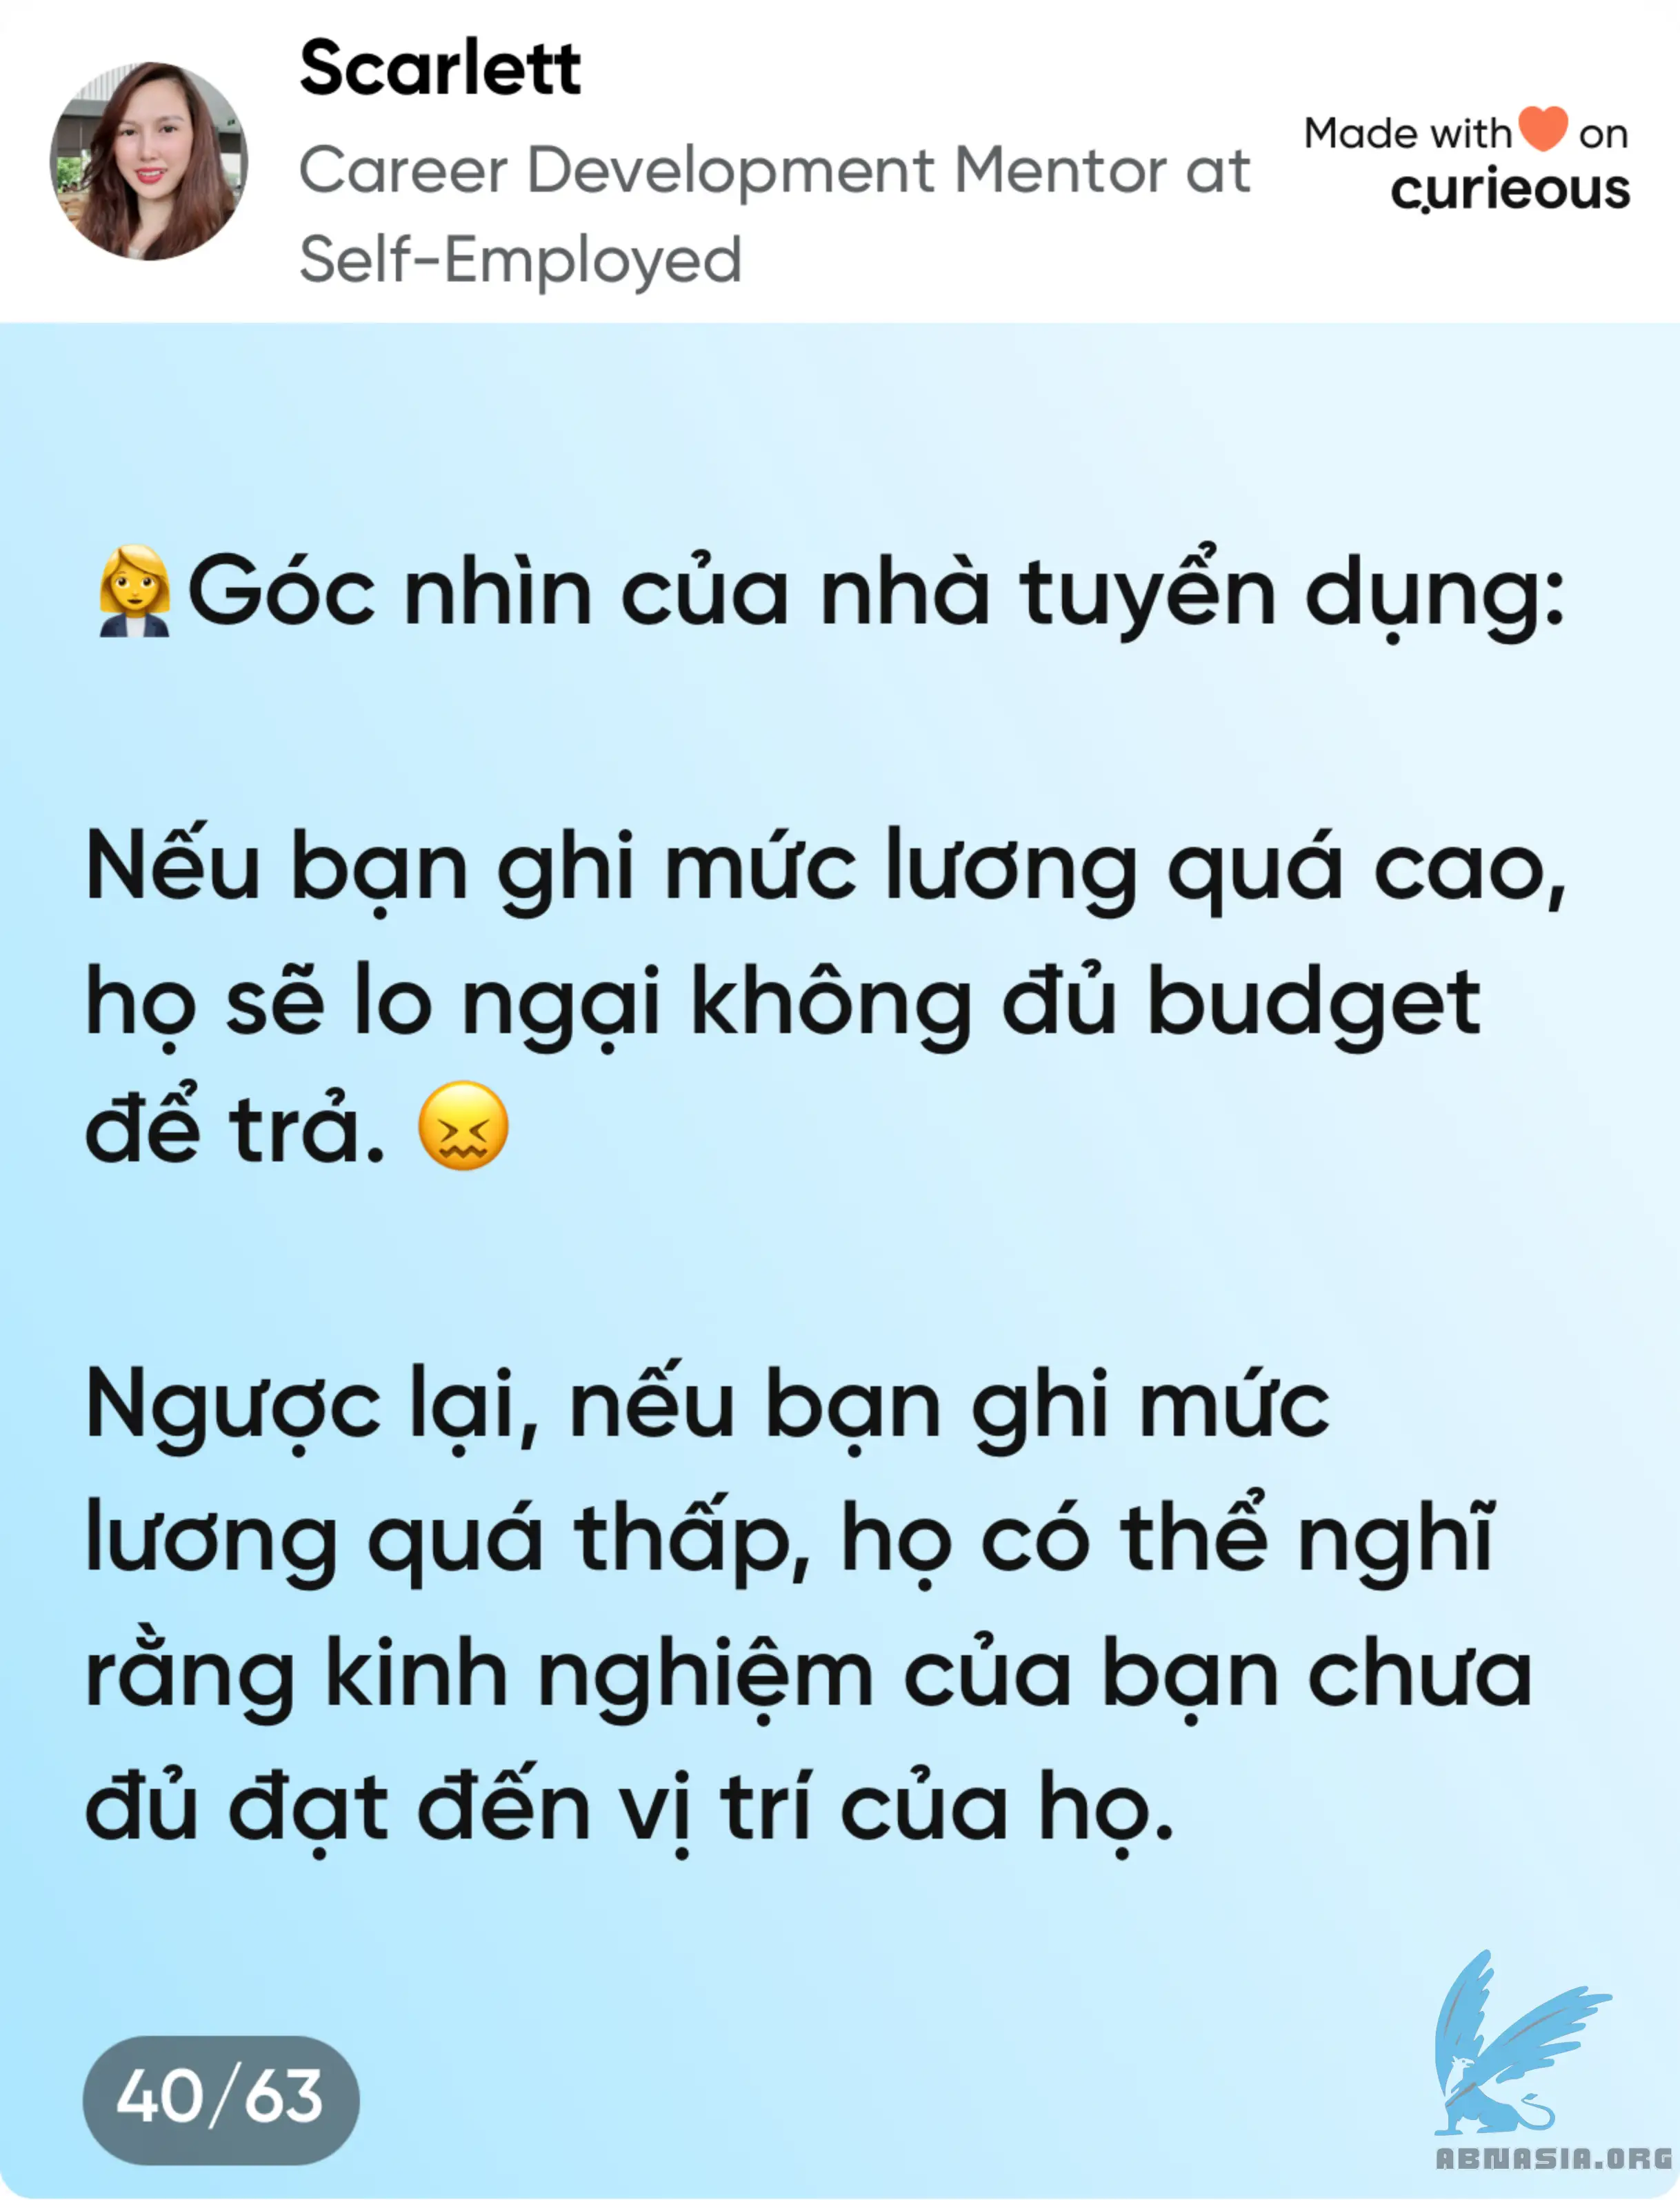 Scarlett
Career Development Mentor at
Self-Employed
Made with🧡on
curieous
👩‍💼Góc nhìn của nhà tuyển dụng:
Nếu bạn ghi mức lương quá cao,
họ sẽ lo ngại không đủ budget
để trả. 😖
Ngược lại, nếu bạn ghi mức
lương quá thấp, họ có thể nghĩ
rằng kinh nghiệm của bạn chưa
đủ đạt đến vị trí của họ.
40/63
ABNASIA.ORG